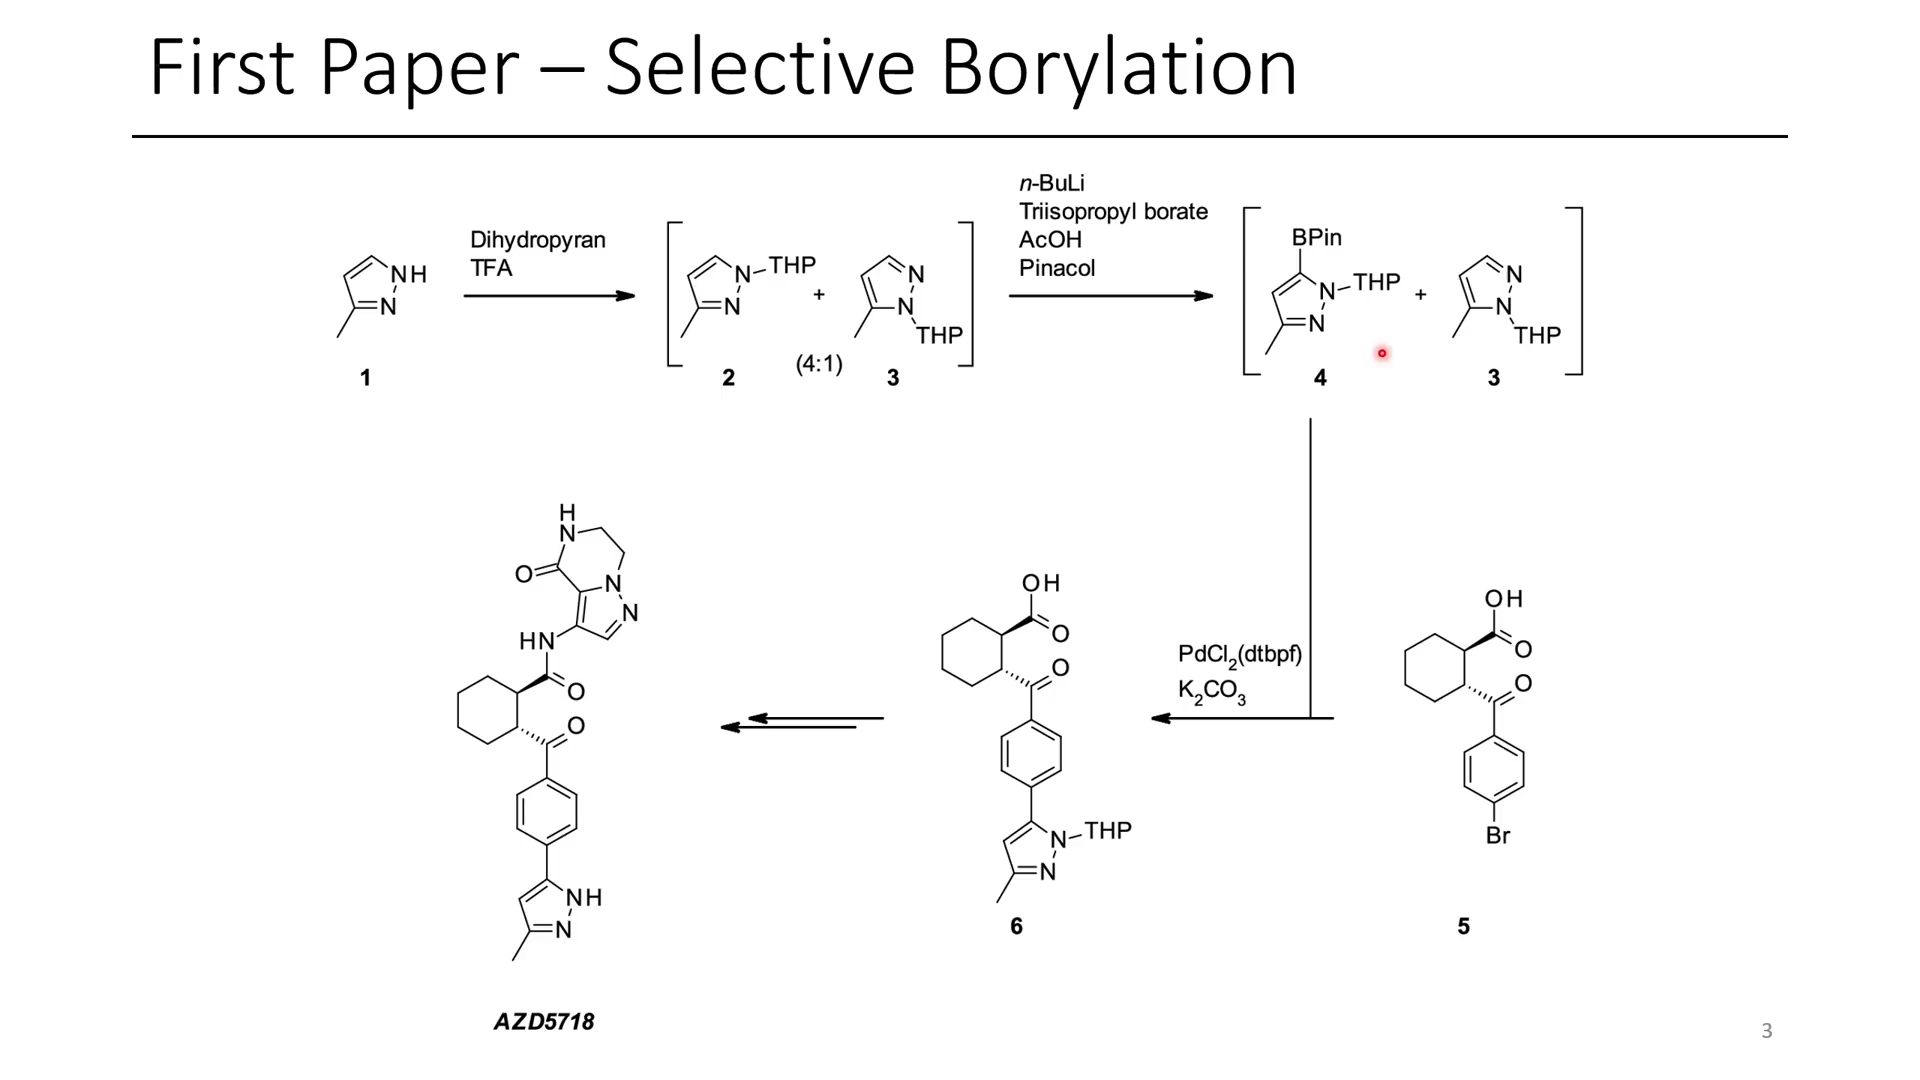 First Paper – Selective Borylation
n-BuLi
Triisopropyl borate
AcOH
Pinacol
Dihydropyran
TFA
NH
N
1
N
THP
N
+
N
N
THP
(4:1)
2
3
BPin
N
THP
N
+
N
N
THP
4
3
H
N
O
N
N
HN
O
O
NH
N
AZD5718
OH
O
O
N
THP
N
6
PdCl2(dtbpf)
K2CO3
OH
O
O
Br
5
3